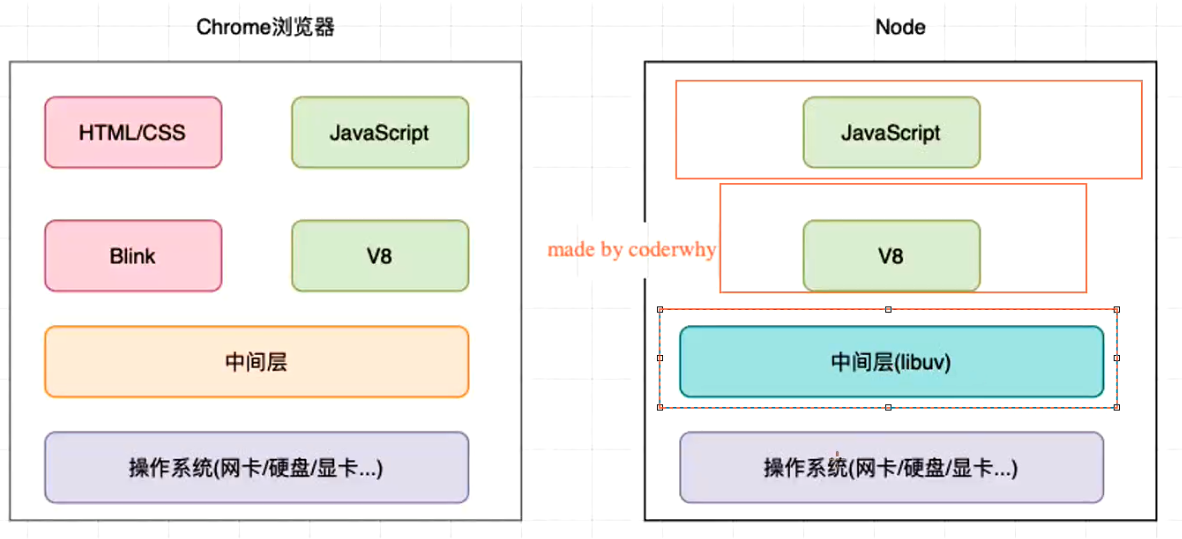 Chrome浏览器
Node
HTML/CSS
JavaScript
JavaScript
Blink
V8
made by coderwhy
V8
中间层
中间层(libuv)
操作系统(网卡/硬盘/显卡...)
操作系统(网卡/硬盘/显卡...)